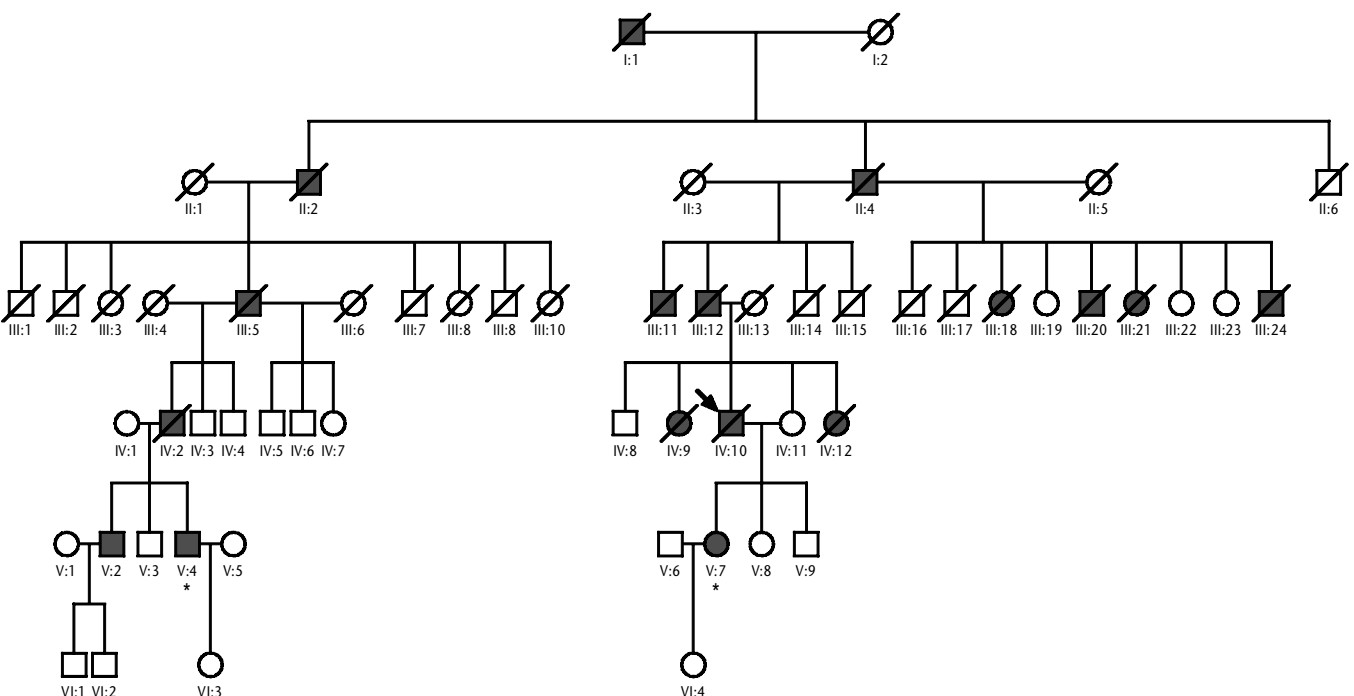 I:1 I:2
II:1 II:2 II:3 II:4 II:5 II:6
III:1 III:2 III:3 III:4 III:5 III:6 III:7 III:8 III:8 III:10 III:11 III:12 III:13 III:14 III:15 III:16 III:17 III:18 III:19 III:20 III:21 III:22 III:23 III:24
IV:1 IV:2 IV:3 IV:4 IV:5 IV:6 IV:7 IV:8 IV:9 IV:10 IV:11 IV:12
V:1 V:2 V:3 V:4 V:5 V:6 V:7 V:8 V:9
* *
VI:1 VI:2 VI:3 VI:4